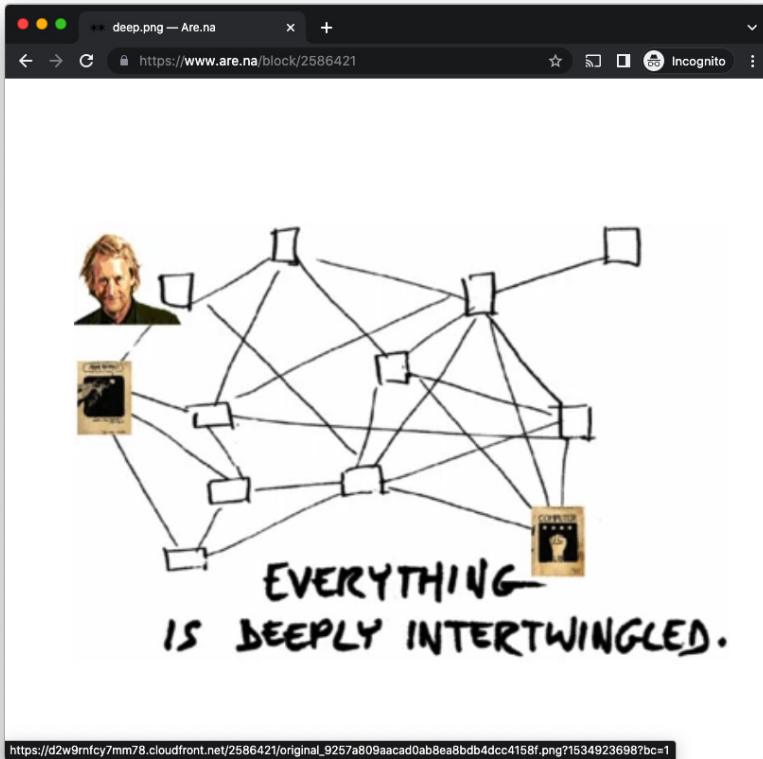 deep.png — Are.na
https://www.are.na/block/2586421
Incognito
COMPUTER
EVERYTHING
IS DEEPLY INTERTWINGLED.
https://d2w9rnfcy7mm78.cloudfront.net/2586421/original_9257a809aacad0ab8ea8bdb4dcc4158f.png?1534923698?bc=1